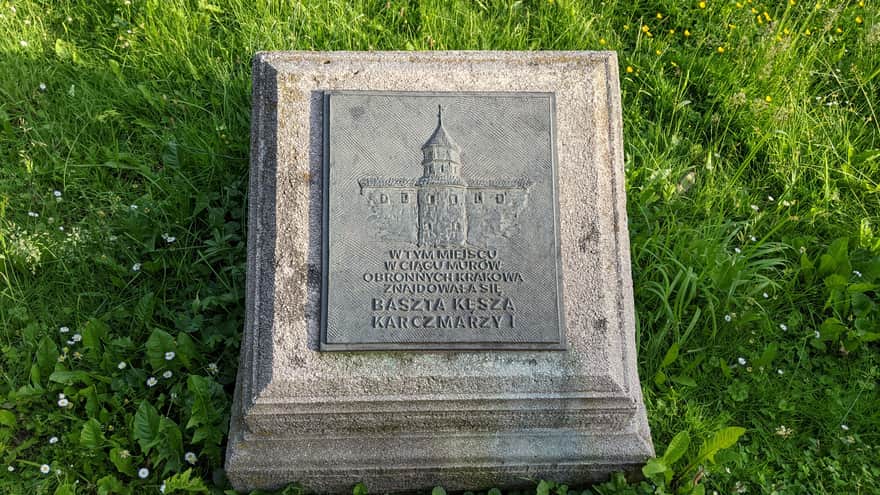 W TYM MIEJSCU
W CIĄGU MURÓW
OBRONNYCH KRAKOWA
ZNAJDOWAŁA SIĘ
BASZTA KĘSZA
KARCZMARZY I